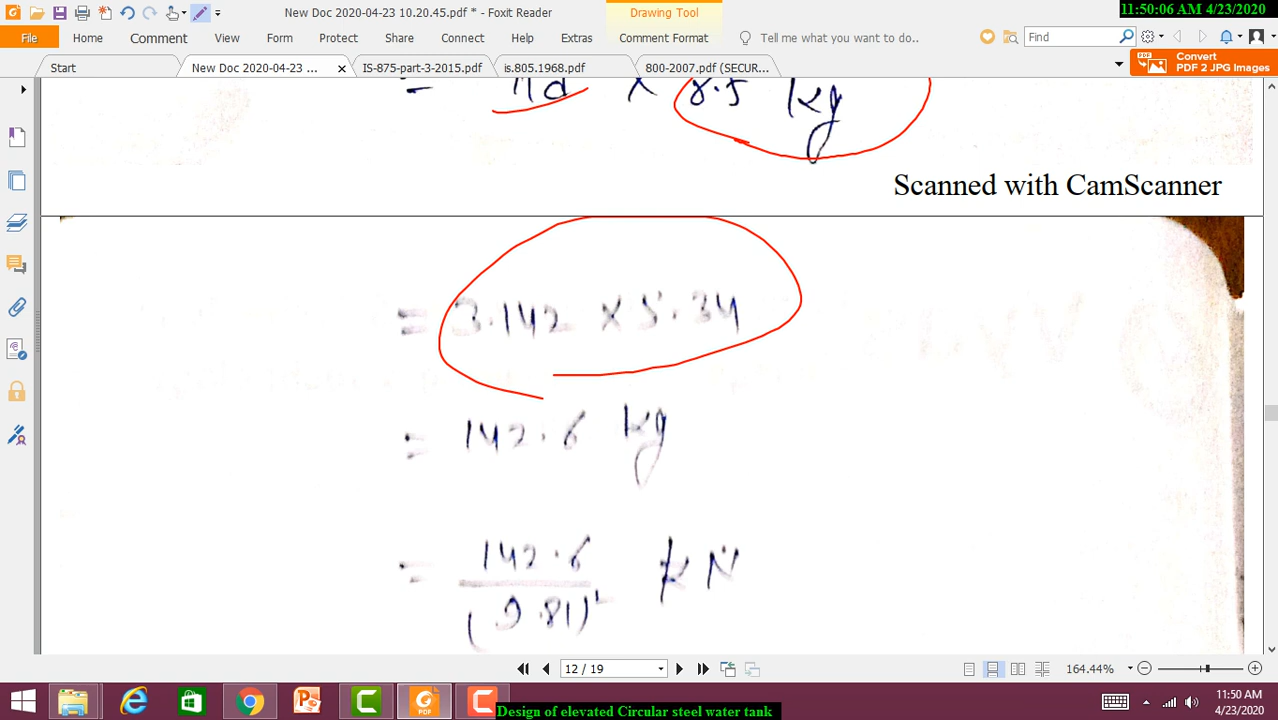 New Doc 2020-04-23 10.20.45.pdf * - Foxit Reader
Drawing Tool
11:50:06 AM 4/23/2020
File Home Comment View Form Protect Share Connect Help Extras Comment Format Tell me what you want to do.. Find
Start New Doc 2020-04-23 ... IS-875-part-3-2015.pdf is.805.1968.pdf 800-2007.pdf (SECUR...
Convert
PDF 2 JPG Images
= πd × 8.5 kg
Scanned with CamScanner
= 3.142 × 5.34
= 142.6 kg
= 142.6 kN
(9.81)²
12 / 19
164.44%
11:50 AM
4/23/2020
Design of elevated Circular steel water tank